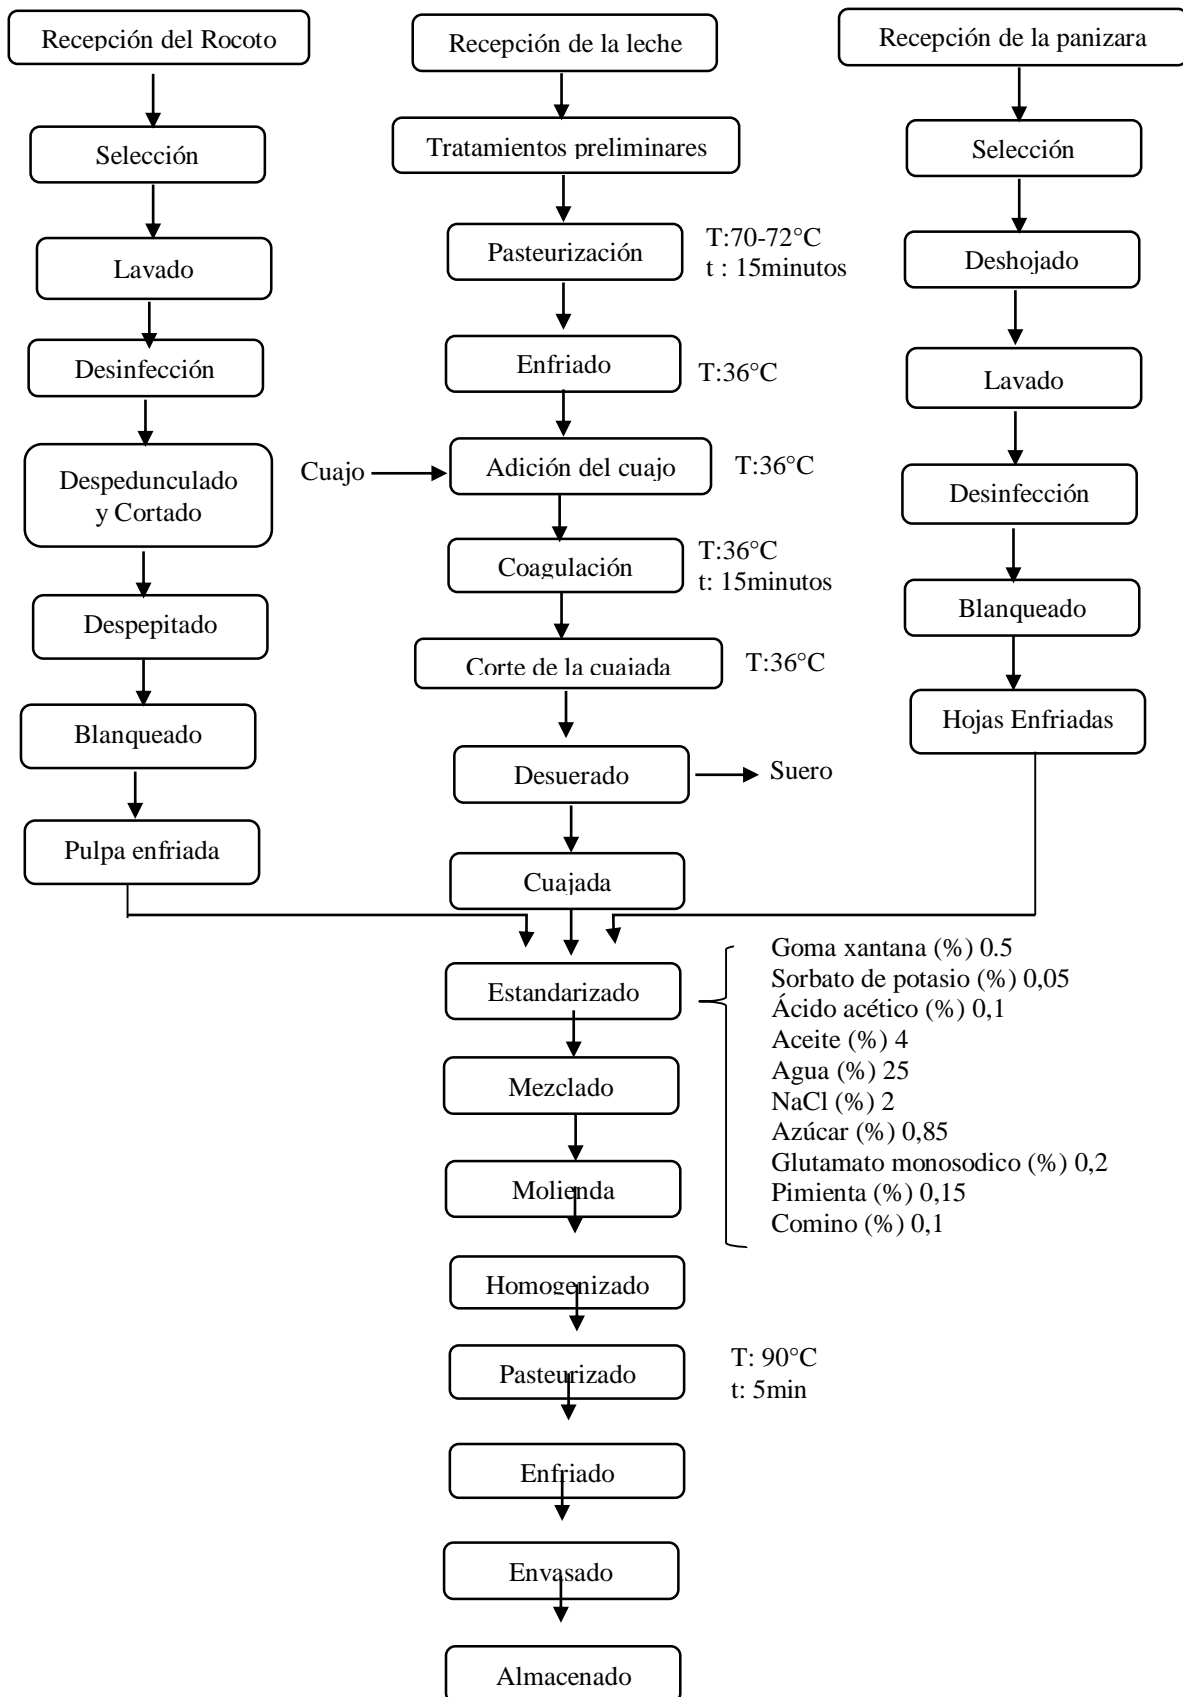 Recepción del Rocoto
Selección
Lavado
Desinfección
Despedunculado
y Cortado
Despepitado
Blanqueado
Pulpa enfriada
Recepción de la leche
Tratamientos preliminares
Pasteurización
T:70-72°C
t : 15minutos
Enfriado
T:36°C
Cuajo
Adición del cuajo
T:36°C
Coagulación
T:36°C
t: 15minutos
Corte de la cuajada
T:36°C
Desuerado
Suero
Cuajada
Recepción de la panizara
Selección
Deshojado
Lavado
Desinfección
Blanqueado
Hojas Enfriadas
Estandarizado
Goma xantana (%) 0.5
Sorbato de potasio (%) 0,05
Ácido acético (%) 0,1
Aceite (%) 4
Agua (%) 25
NaCl (%) 2
Azúcar (%) 0,85
Glutamato monosodico (%) 0,2
Pimienta (%) 0,15
Comino (%) 0,1
Mezclado
Molienda
Homogenizado
Pasteurizado
T: 90°C
t: 5min
Enfriado
Envasado
Almacenado